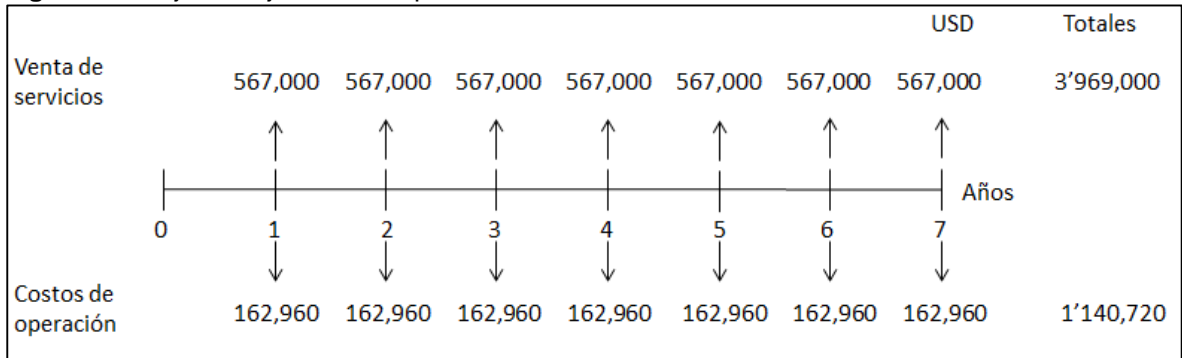 USD Totales
Venta de
servicios
567,000 567,000 567,000 567,000 567,000 567,000 567,000 3’969,000
Años
0 1 2 3 4 5 6 7
Costos de
operación
162,960 162,960 162,960 162,960 162,960 162,960 162,960 1’140,720